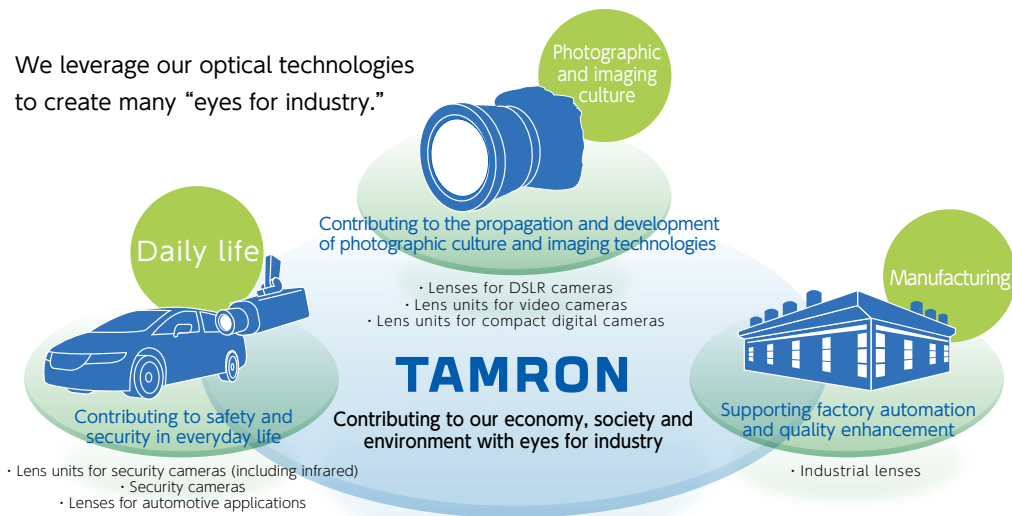 We leverage our optical technologies
to create many “eyes for industry.”
Photographic
and imaging
culture
Contributing to the propagation and development
of photographic culture and imaging technologies
・Lenses for DSLR cameras
・Lens units for video cameras
・Lens units for compact digital cameras
Daily life
Contributing to safety and
security in everyday life
・Lens units for security cameras (including infrared)
・Security cameras
・Lenses for automotive applications
TAMRON
Contributing to our economy, society and
environment with eyes for industry
Manufacturing
Supporting factory automation
and quality enhancement
・Industrial lenses